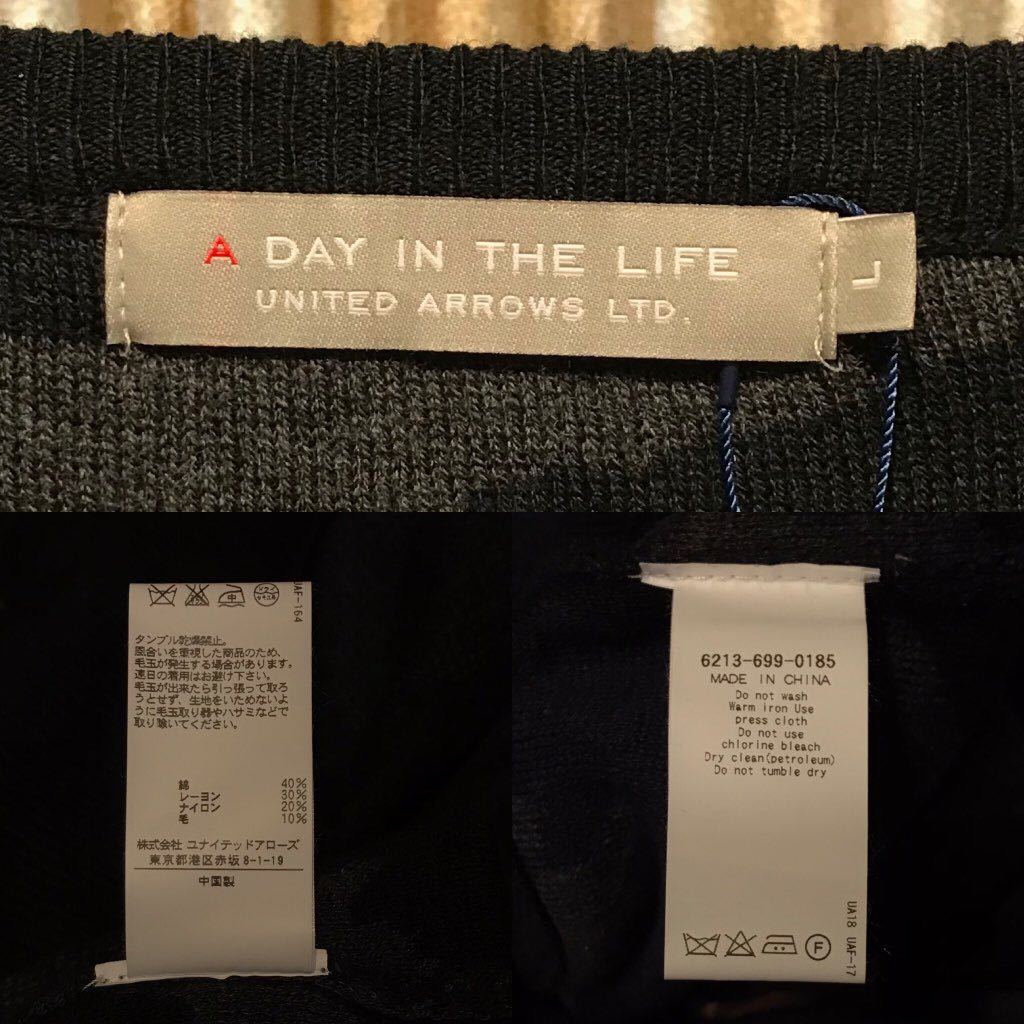 A DAY IN THE LIFE
UNITED ARROWS LTD.
L
UAF-164
タンブル乾燥禁止。
風合いを重視した商品のため、
毛玉が発生する場合があります。
連日の着用はお避け下さい。
毛玉が出来たら引っ張って取ろ
うとせず、生地をいためないよ
うに毛玉取り器やハサミなどで
取り除いてください。
綿 40%
レーヨン 30%
ナイロン 20%
毛 10%
株式会社 ユナイテッドアローズ
東京都港区赤坂8-1-19
中国製
6213-699-0185
MADE IN CHINA
Do not wash
Warm iron Use
press cloth
Do not use
chlorine bleach
Dry clean(petroleum)
Do not tumble dry
F
UA18 UAF-17